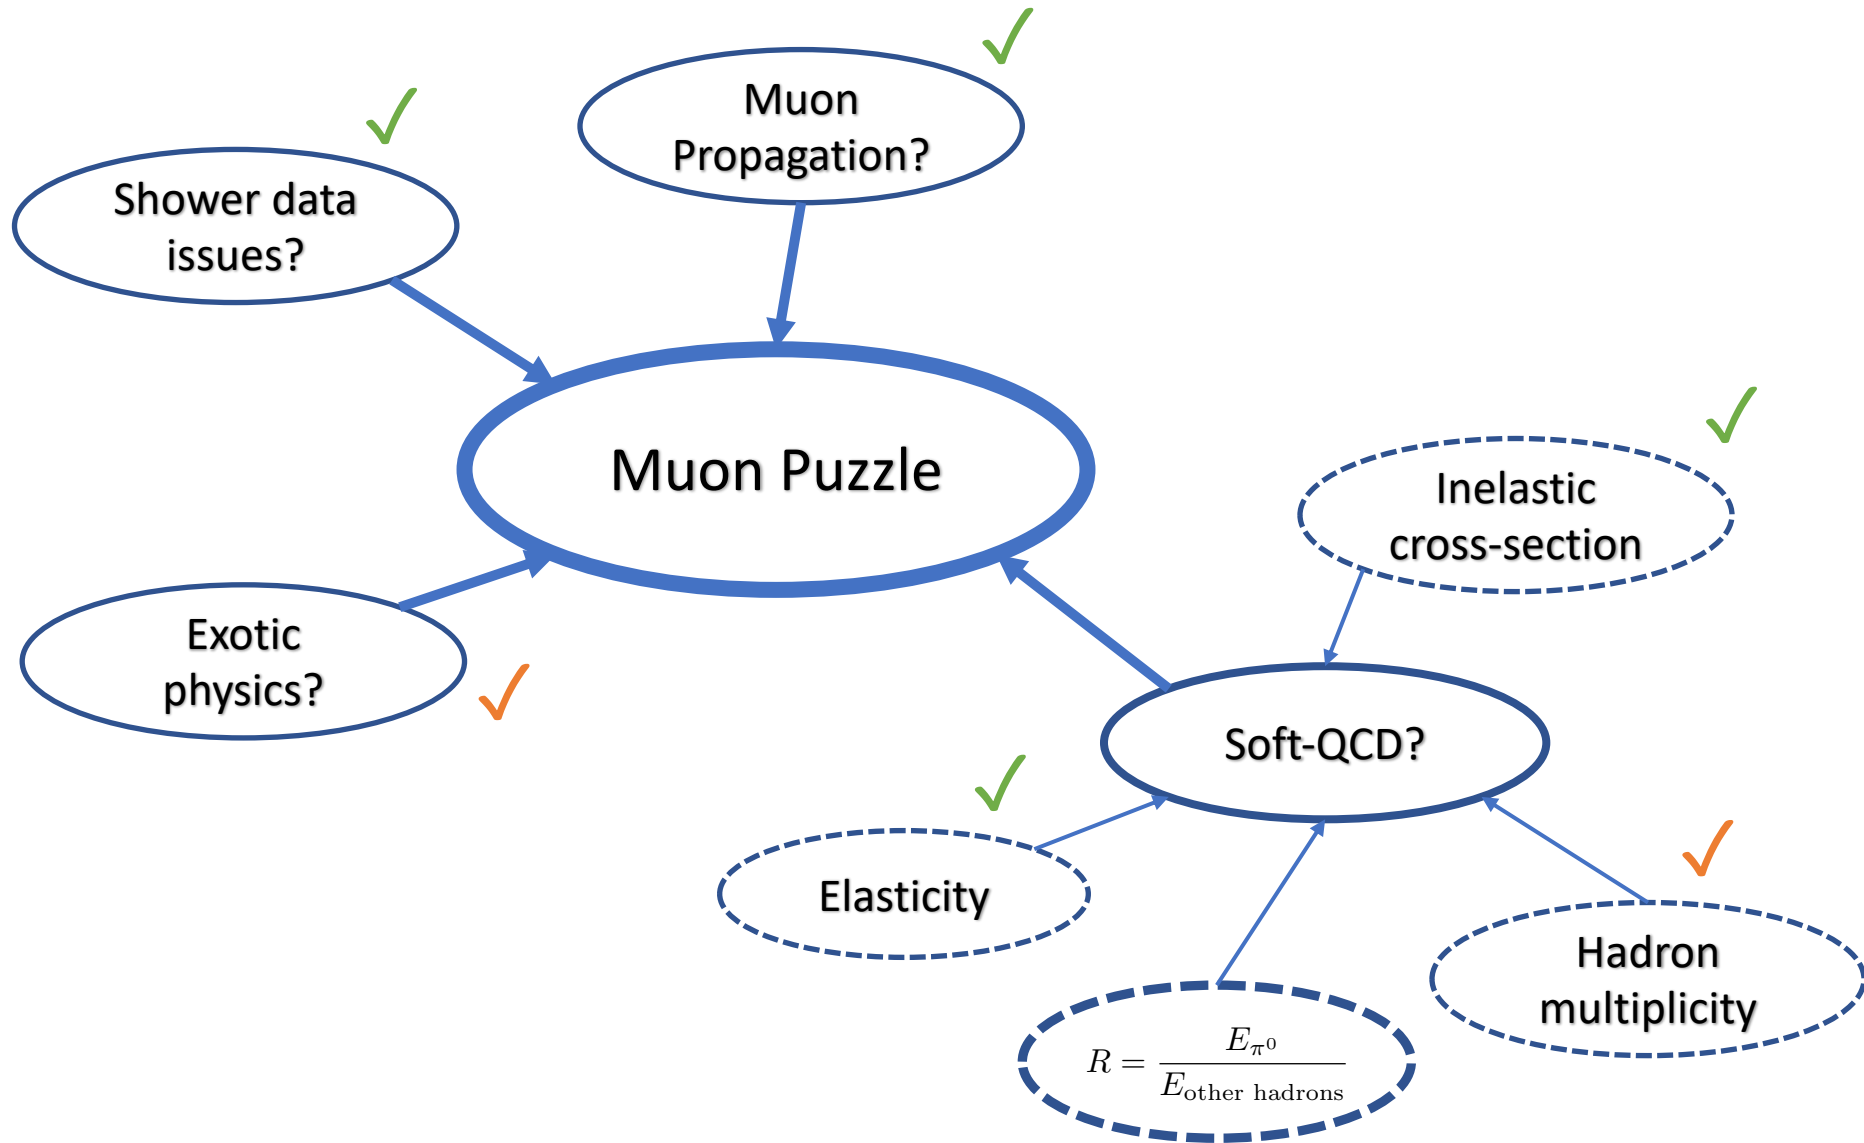 Muon
Propagation?
Shower data
issues?
Muon Puzzle
Inelastic
cross-section
Exotic
physics?
Soft-QCD?
Elasticity
Hadron
multiplicity
R = E_{π^0} / E_{other hadrons}